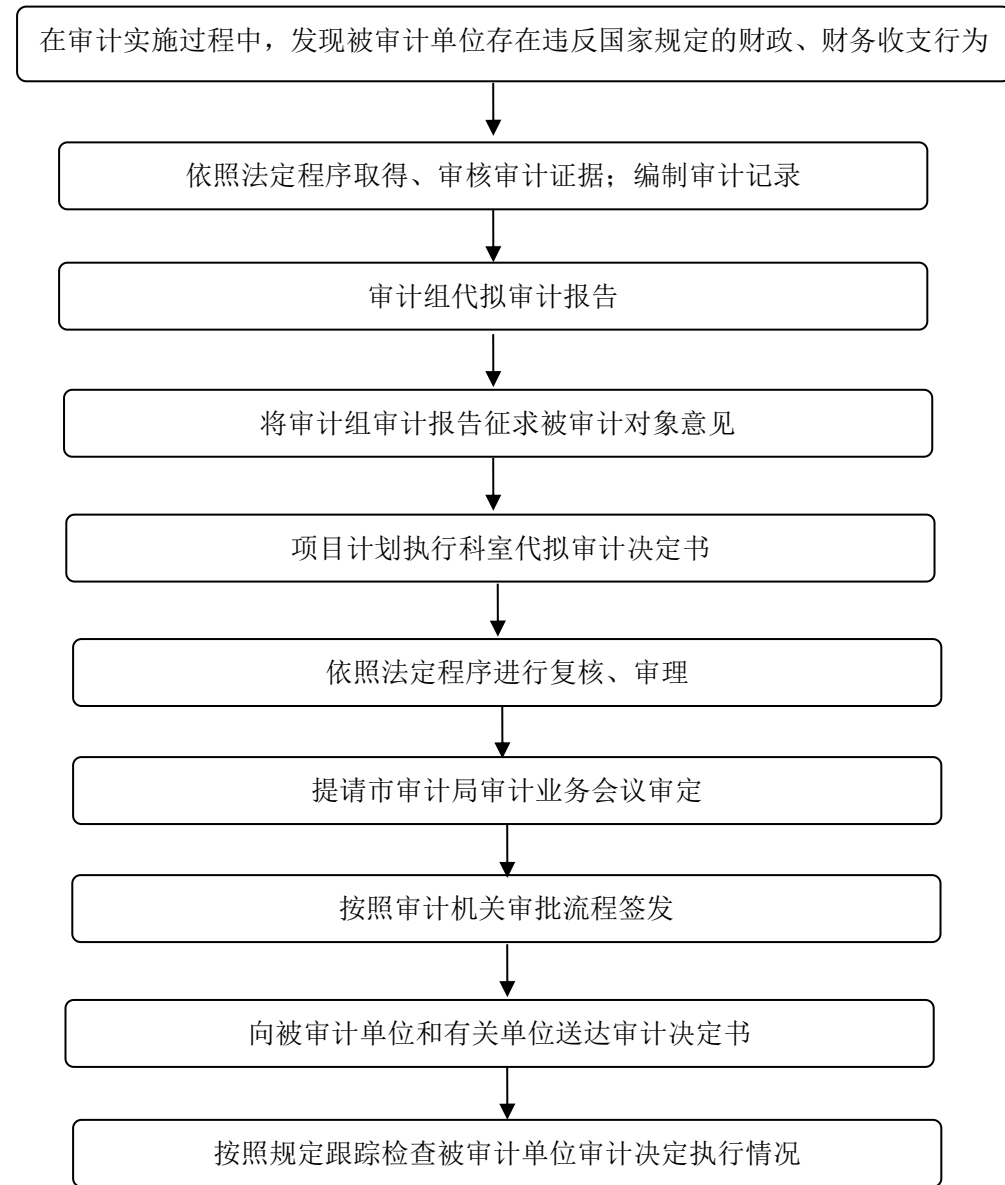 在审计实施过程中，发现被审计单位存在违反国家规定的财政、财务收支行为
依照法定程序取得、审核审计证据；编制审计记录
审计组代拟审计报告
将审计组审计报告征求被审计对象意见
项目计划执行科室代拟审计决定书
依照法定程序进行复核、审理
提请市审计局审计业务会议审定
按照审计机关审批流程签发
向被审计单位和有关单位送达审计决定书
按照规定跟踪检查被审计单位审计决定执行情况